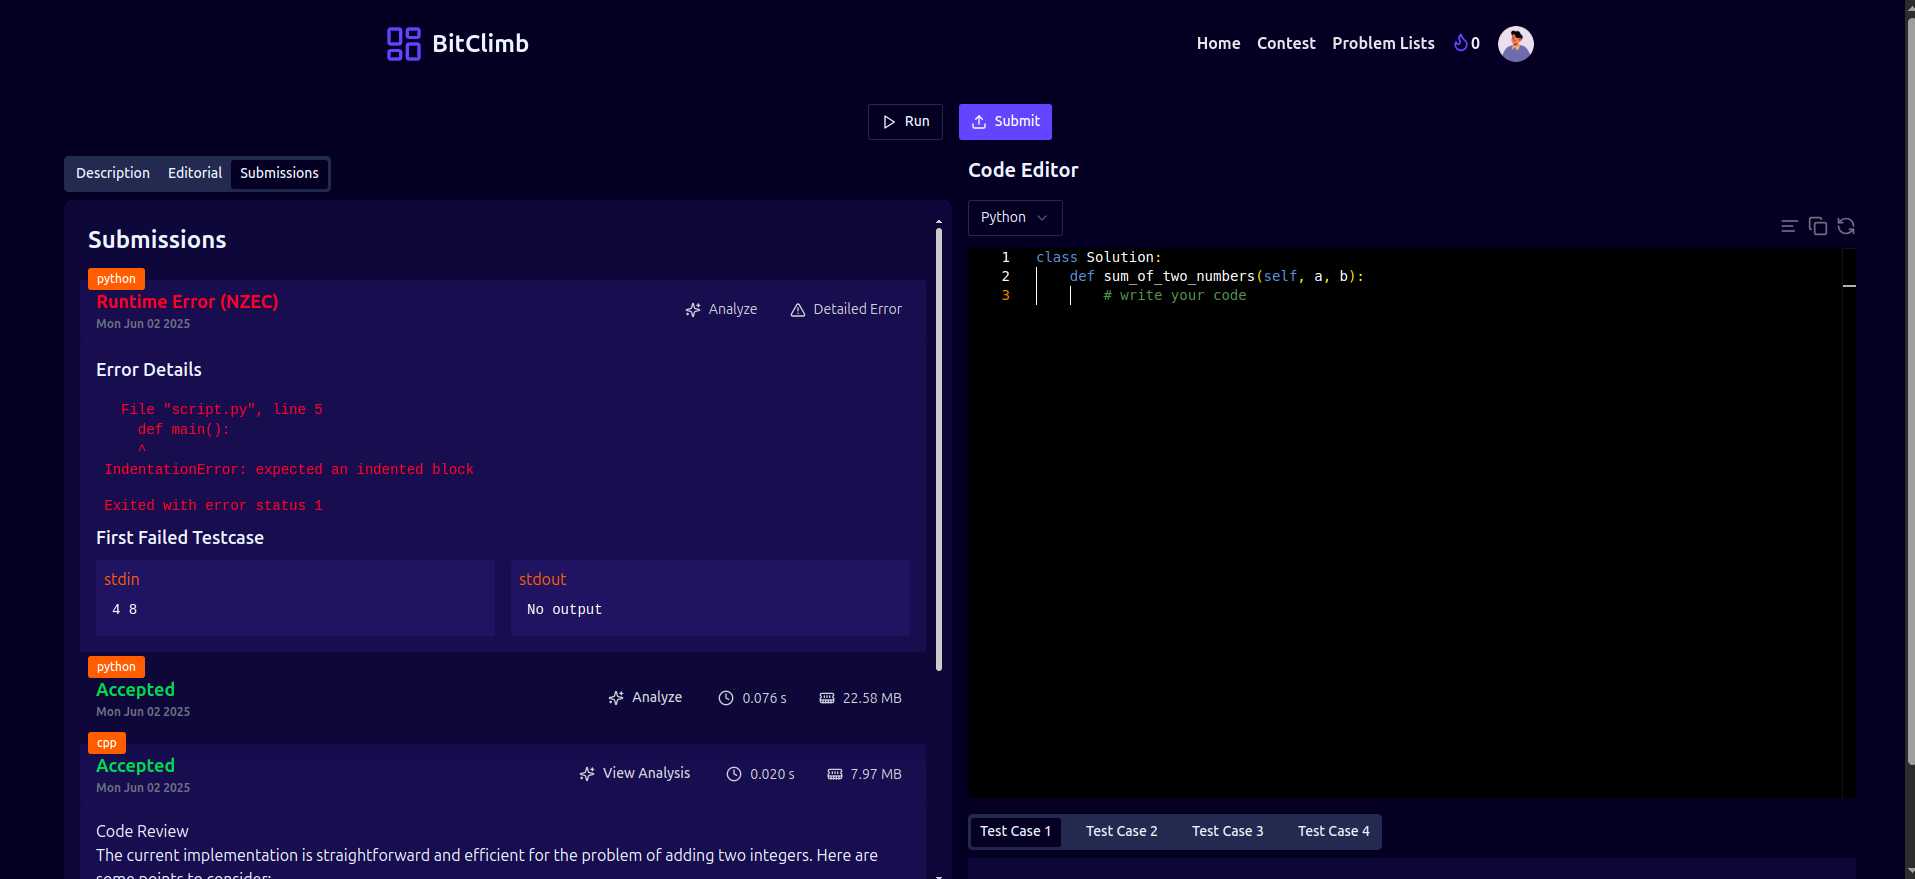 BitClimb
Home Contest Problem Lists 0
Run Submit
Description Editorial Submissions
Submissions
python
Runtime Error (NZEC)
Mon Jun 02 2025
Analyze Detailed Error
Error Details
File "script.py", line 5
def main():
^
IndentationError: expected an indented block
Exited with error status 1
First Failed Testcase
stdin
4 8
stdout
No output
python
Accepted
Mon Jun 02 2025
Analyze 0.076 s 22.58 MB
cpp
Accepted
Mon Jun 02 2025
View Analysis 0.020 s 7.97 MB
Code Review
The current implementation is straightforward and efficient for the problem of adding two integers. Here are
some points to consider:
Code Editor
Python
1 class Solution:
2 def sum_of_two_numbers(self, a, b):
3 # write your code
Test Case 1 Test Case 2 Test Case 3 Test Case 4